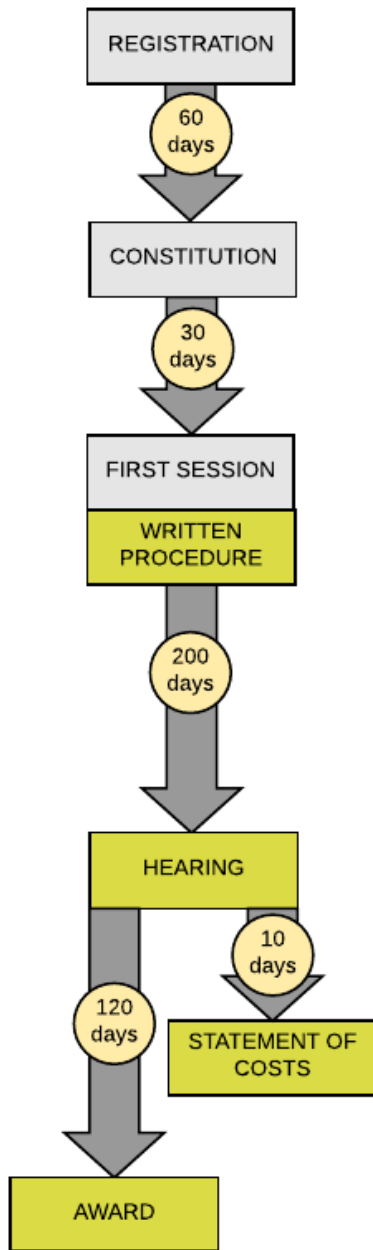 REGISTRATION
60
days
CONSTITUTION
30
days
FIRST SESSION
WRITTEN
PROCEDURE
200
days
HEARING
10
days
120
days
STATEMENT OF
COSTS
AWARD